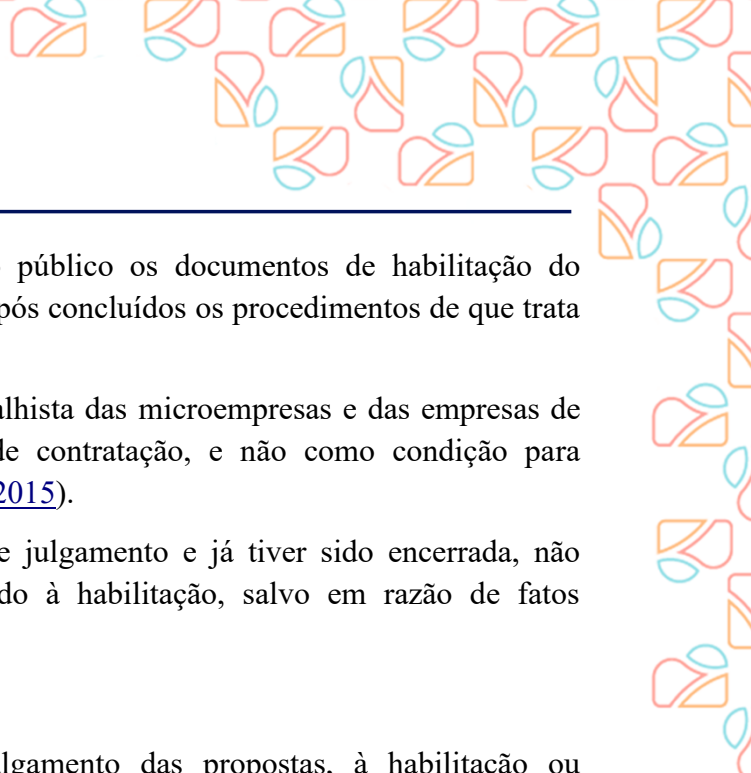 público os documentos de habilitação do
pós concluídos os procedimentos de que trata
alhista das microempresas e das empresas de
de contratação, e não como condição para
2015).
e julgamento e já tiver sido encerrada, não
do à habilitação, salvo em razão de fatos
lgamento das propostas, à habilitação ou